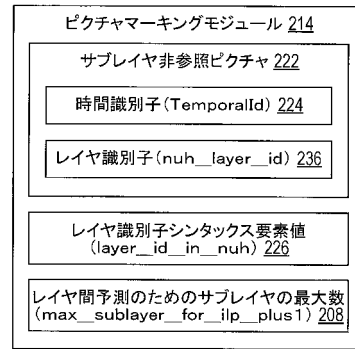 ピクチャマーキングモジュール 214
サブレイヤ非参照ピクチャ 222
時間識別子(TemporalId) 224
レイヤ識別子(nuh_layer_id) 236
レイヤ識別子シンタックス要素値
(layer_id_in_nuh) 226
レイヤ間予測のためのサブレイヤの最大数
(max_sublayer_for_ilp_plus1) 208